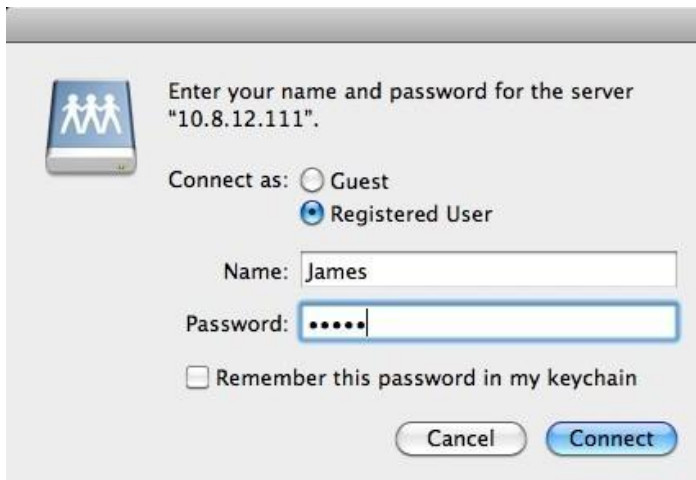 Enter your name and password for the server
“10.8.12.111”.
Connect as: Guest
Registered User
Name: James
Password: •••••
Remember this password in my keychain
Cancel Connect